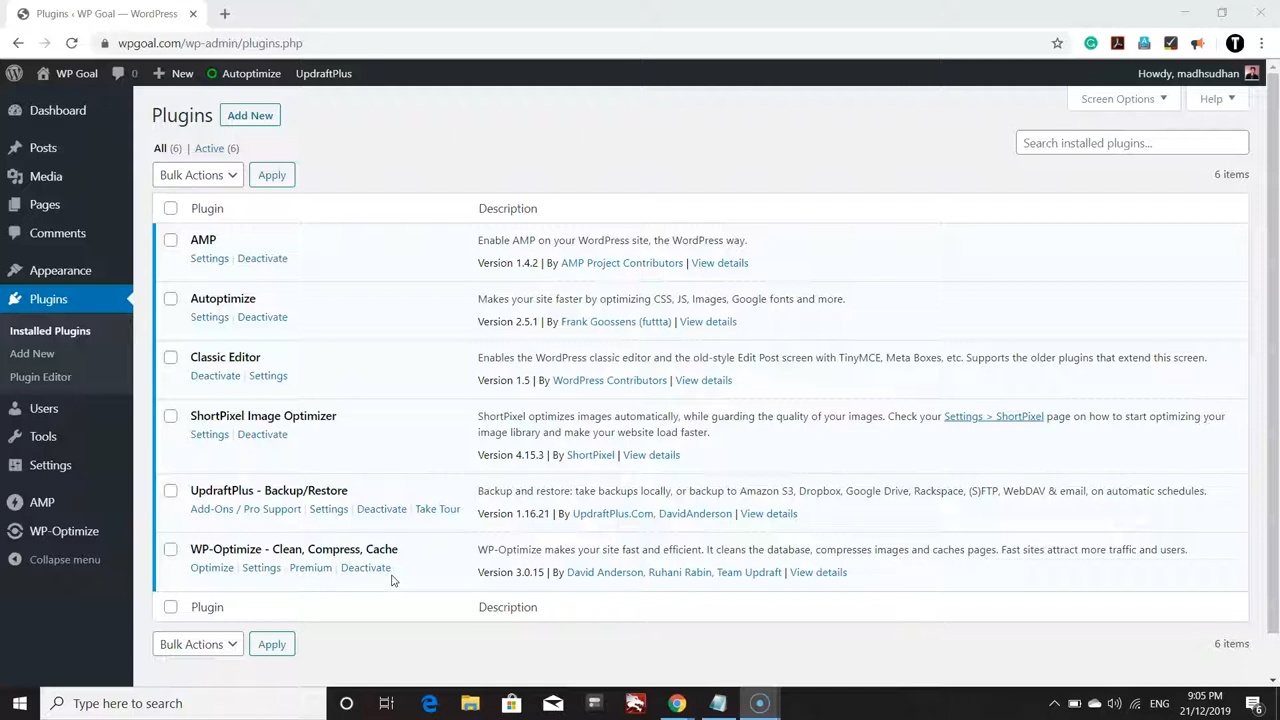 Plugins ‹ WP Goal — WordPress
wpgoal.com/wp-admin/plugins.php
WP Goal 0 New Autoptimize UpdraftPlus Howdy, madhsudhan
Dashboard
Posts
Media
Pages
Comments
Appearance
Plugins
Installed Plugins
Add New
Plugin Editor
Users
Tools
Settings
AMP
WP-Optimize
Collapse menu
Screen Options Help
Plugins Add New
All (6) | Active (6)
Search installed plugins...
Bulk Actions Apply 6 items
Plugin Description
AMP Enable AMP on your WordPress site, the WordPress way.
Settings | Deactivate Version 1.4.2 | By AMP Project Contributors | View details
Autoptimize Makes your site faster by optimizing CSS, JS, Images, Google fonts and more.
Settings | Deactivate Version 2.5.1 | By Frank Goossens (futtta) | View details
Classic Editor Enables the WordPress classic editor and the old-style Edit Post screen with TinyMCE, Meta Boxes, etc. Supports the older plugins that extend this screen.
Deactivate | Settings Version 1.5 | By WordPress Contributors | View details
ShortPixel Image Optimizer ShortPixel optimizes images automatically, while guarding the quality of your images. Check your Settings > ShortPixel page on how to start optimizing your
Settings | Deactivate image library and make your website load faster.
Version 4.15.3 | By ShortPixel | View details
UpdraftPlus - Backup/Restore Backup and restore: take backups locally, or backup to Amazon S3, Dropbox, Google Drive, Rackspace, (S)FTP, WebDAV & email, on automatic schedules.
Add-Ons / Pro Support | Settings | Deactivate | Take Tour Version 1.16.21 | By UpdraftPlus.Com, DavidAnderson | View details
WP-Optimize - Clean, Compress, Cache WP-Optimize makes your site fast and efficient. It cleans the database, compresses images and caches pages. Fast sites attract more traffic and users.
Optimize | Settings | Premium | Deactivate Version 3.0.15 | By David Anderson, Ruhani Rabin, Team Updraft | View details
Plugin Description
Bulk Actions Apply 6 items
Type here to search ENG 9:05 PM
21/12/2019
6